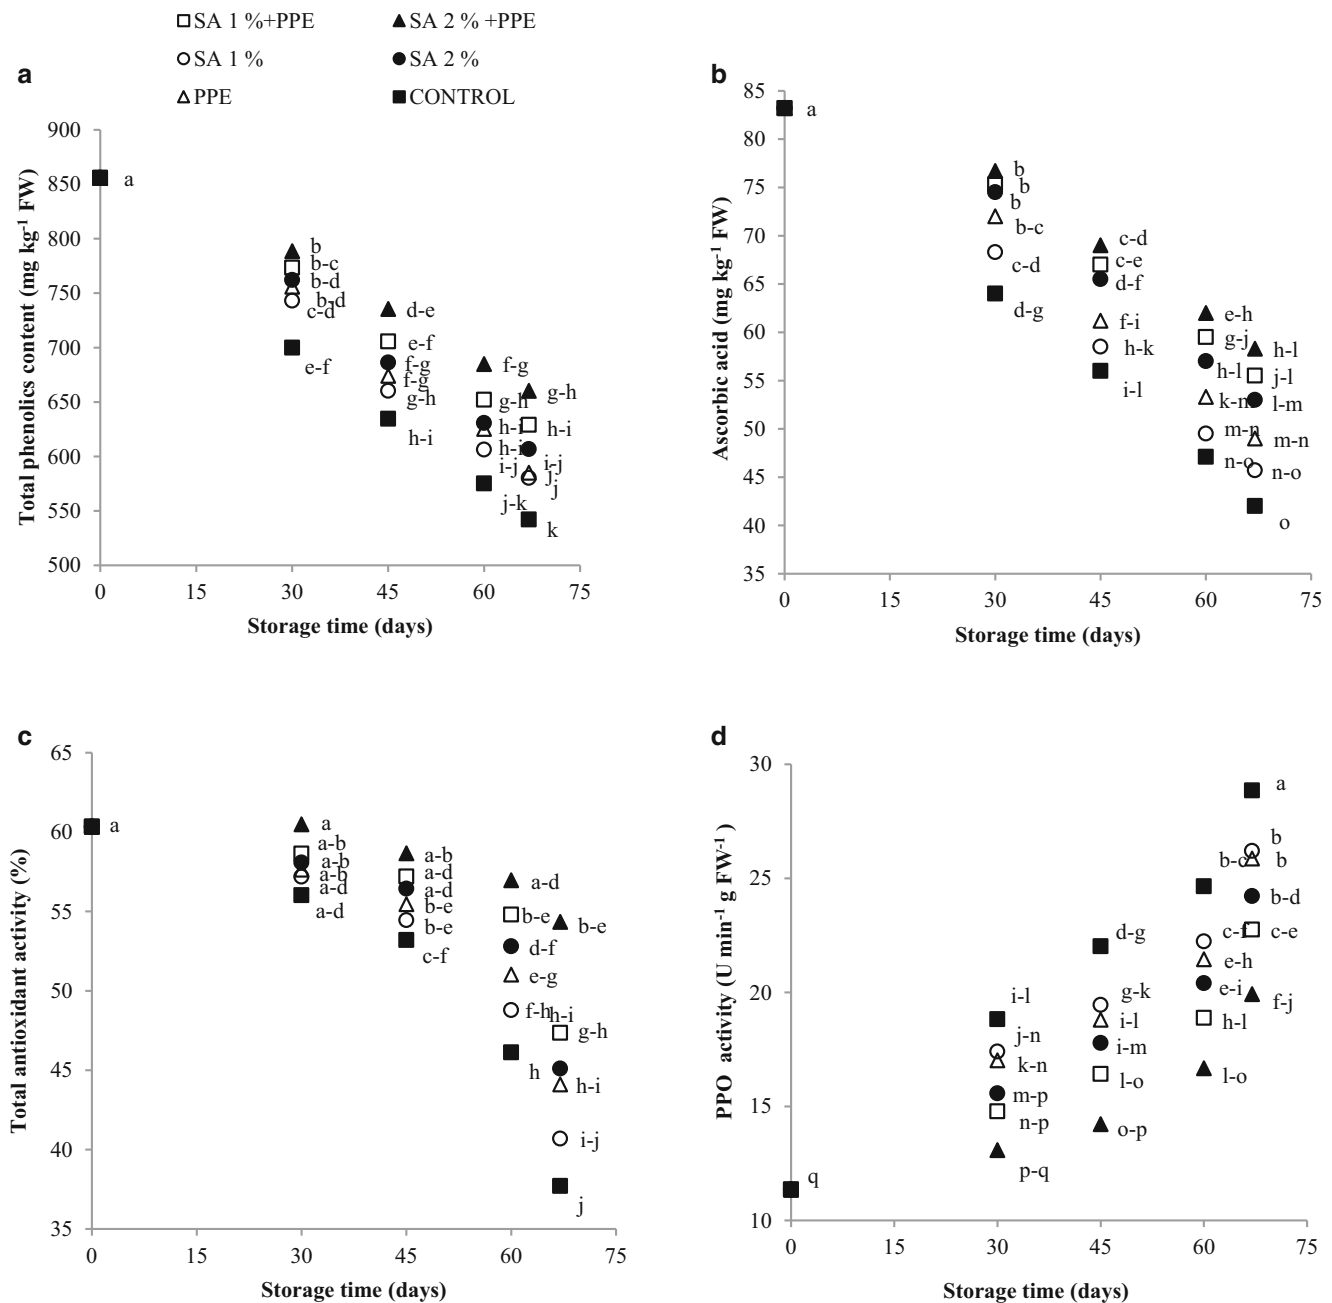 SA 1 %+PPE
SA 2 % +PPE
SA 1 %
SA 2 %
PPE
CONTROL
a
Total phenolics content (mg kg⁻¹ FW)
900
850
800
750
700
650
600
550
500
a
b
b-c
b-d
b-d
c-d
e-f
d-e
e-f
f-g
f-g
g-h
h-i
f-g
g-h
h-i
h-i
i-j
j-k
g-h
h-i
i-j
j
j
k
0
15
30
45
60
75
Storage time (days)
b
Ascorbic acid (mg kg⁻¹ FW)
85
80
75
70
65
60
55
50
45
40
35
a
b
b
b
b-c
c-d
d-g
c-d
c-e
d-f
f-i
h-k
i-l
e-h
g-j
h-l
k-n
m-n
n-o
h-l
j-l
l-m
m-n
n-o
o
0
15
30
45
60
75
Storage time (days)
c
Total antioxidant activity (%)
65
60
55
50
45
40
35
a
a
a-b
a-b
a-b
a-d
a-d
a-b
a-d
a-d
b-e
b-e
c-f
a-d
b-e
d-f
e-g
f-h
h
b-e
g-h
h-i
h-i
i-j
j
0
15
30
45
60
75
Storage time (days)
d
PPO activity (U min⁻¹ g FW⁻¹ )
30
25
20
15
10
q
i-l
j-n
k-n
m-p
n-p
p-q
d-g
g-k
i-l
i-m
l-o
o-p
b-c
c-f
e-h
e-i
h-l
l-o
a
b
b
b-d
c-e
f-j
0
15
30
45
60
75
Storage time (days)